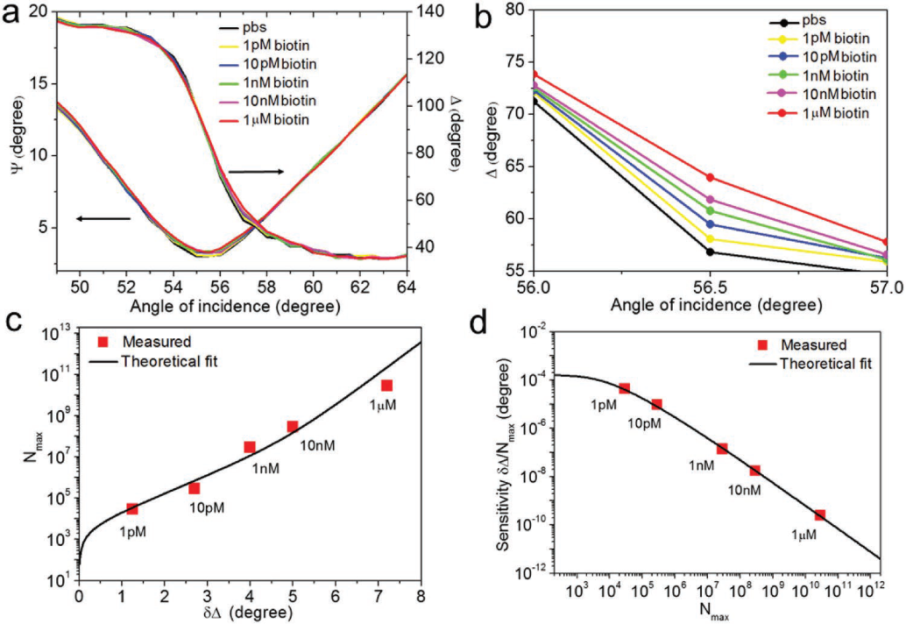 a
20
15
10
5
Ψ (degree)
140
120
100
80
60
40
Δ (degree)
pbs
1pM biotin
10pM biotin
1nM biotin
10nM biotin
1μM biotin
50 52 54 56 58 60 62 64
Angle of incidence (degree)
b
80
75
70
65
60
55
Δ (degree)
pbs
1pM biotin
10pM biotin
1nM biotin
10nM biotin
1μM biotin
56.0 56.5 57.0
Angle of incidence (degree)
c
10^13
10^11
10^9
10^7
10^5
10^3
10^1
N_max
Measured
Theoretical fit
1μM
10nM
1nM
10pM
1pM
0 1 2 3 4 5 6 7 8
δΔ (degree)
d
10^-2
10^-4
10^-6
10^-8
10^-10
10^-12
Sensitivity δΔ/N_max (degree)
Measured
Theoretical fit
1pM
10pM
1nM
10nM
1μM
10^3 10^4 10^5 10^6 10^7 10^8 10^9 10^10 10^11 10^12
N_max